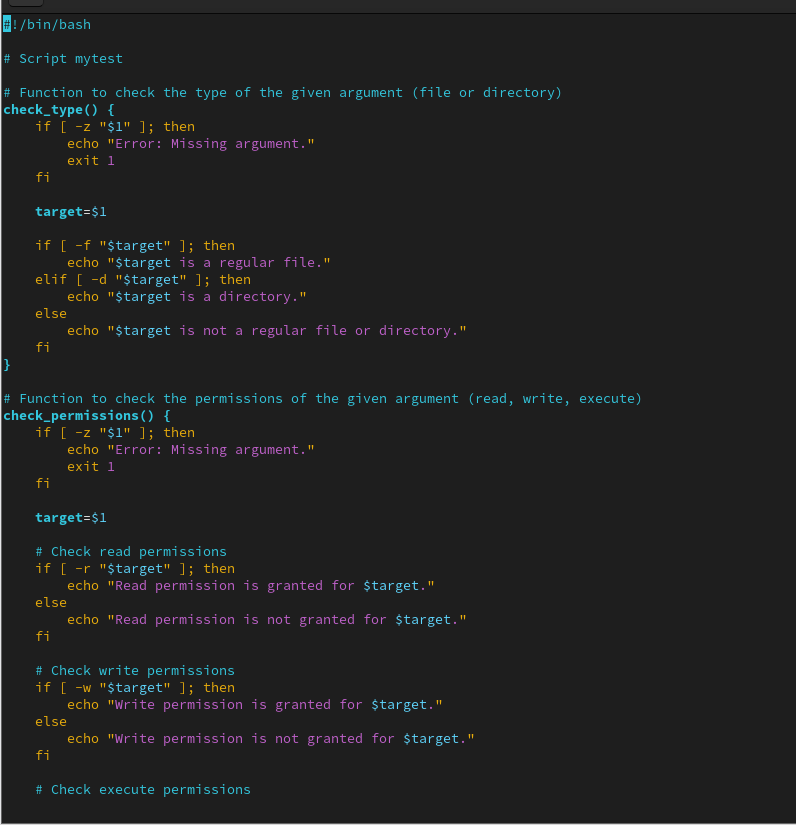 #!/bin/bash

# Script mytest

# Function to check the type of the given argument (file or directory)
check_type() {
    if [ -z "$1" ]; then
        echo "Error: Missing argument."
        exit 1
    fi

    target=$1

    if [ -f "$target" ]; then
        echo "$target is a regular file."
    elif [ -d "$target" ]; then
        echo "$target is a directory."
    else
        echo "$target is not a regular file or directory."
    fi
}

# Function to check the permissions of the given argument (read, write, execute)
check_permissions() {
    if [ -z "$1" ]; then
        echo "Error: Missing argument."
        exit 1
    fi

    target=$1

    # Check read permissions
    if [ -r "$target" ]; then
        echo "Read permission is granted for $target."
    else
        echo "Read permission is not granted for $target."
    fi

    # Check write permissions
    if [ -w "$target" ]; then
        echo "Write permission is granted for $target."
    else
        echo "Write permission is not granted for $target."
    fi

    # Check execute permissions